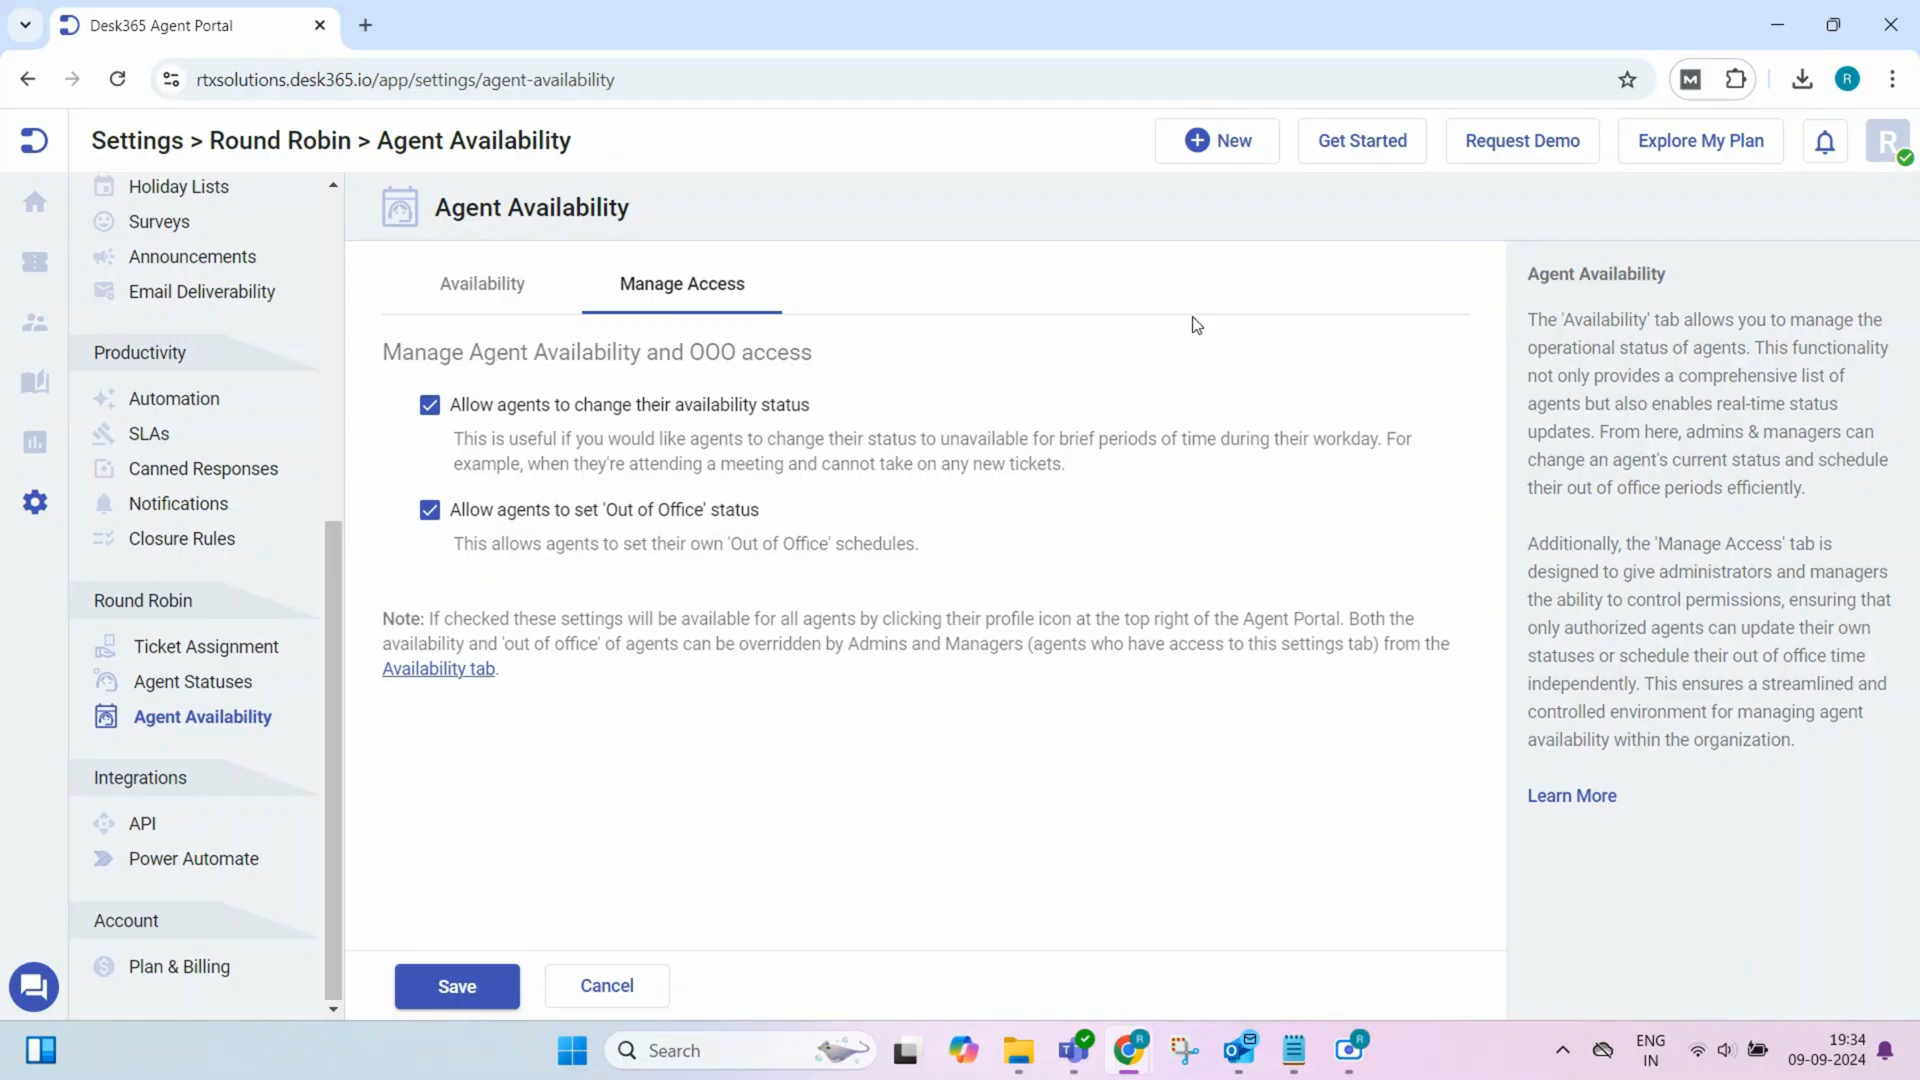 Desk365 Agent Portal
rtxsolutions.desk365.io/app/settings/agent-availability
R
Settings > Round Robin > Agent Availability
New
Get Started
Request Demo
Explore My Plan
R
Holiday Lists
Surveys
Announcements
Email Deliverability
Productivity
Automation
SLAs
Canned Responses
Notifications
Closure Rules
Round Robin
Ticket Assignment
Agent Statuses
Agent Availability
Integrations
API
Power Automate
Account
Plan & Billing
Agent Availability
Availability
Manage Access
Manage Agent Availability and OOO access
Allow agents to change their availability status
This is useful if you would like agents to change their status to unavailable for brief periods of time during their workday. For
example, when they're attending a meeting and cannot take on any new tickets.
Allow agents to set 'Out of Office' status
This allows agents to set their own 'Out of Office' schedules.
Note: If checked these settings will be available for all agents by clicking their profile icon at the top right of the Agent Portal. Both the
availability and 'out of office' of agents can be overridden by Admins and Managers (agents who have access to this settings tab) from the
Availability tab.
Save
Cancel
Agent Availability
The 'Availability' tab allows you to manage the
operational status of agents. This functionality
not only provides a comprehensive list of
agents but also enables real-time status
updates. From here, admins & managers can
change an agent's current status and schedule
their out of office periods efficiently.
Additionally, the 'Manage Access' tab is
designed to give administrators and managers
the ability to control permissions, ensuring that
only authorized agents can update their own
statuses or schedule their out of office time
independently. This ensures a streamlined and
controlled environment for managing agent
availability within the organization.
Learn More
Search
ENG
IN
19:34
09-09-2024